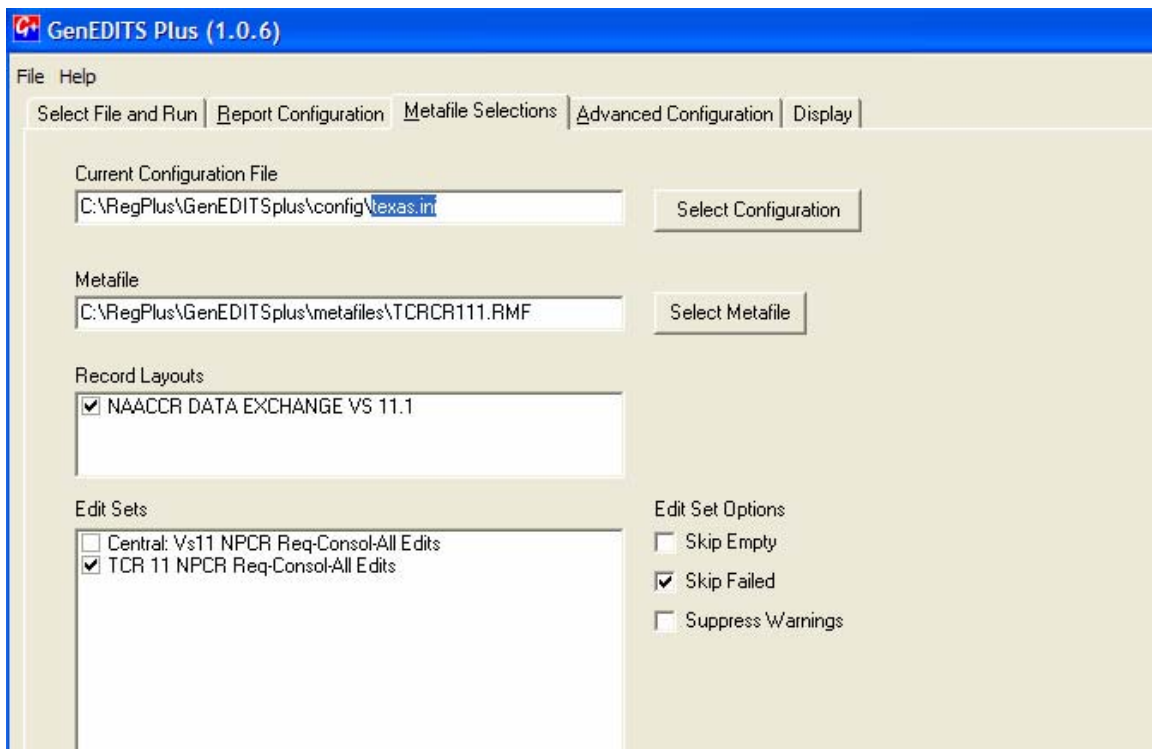 G+ GenEDITS Plus (1.0.6)
File Help
Select File and Run Report Configuration Metafile Selections Advanced Configuration Display
Current Configuration File
C:\RegPlus\GenEDITSplus\config\texas.ini Select Configuration
Metafile
C:\RegPlus\GenEDITSplus\metafiles\TCRCR111.RMF Select Metafile
Record Layouts
NAACCR DATA EXCHANGE VS 11.1
Edit Sets Edit Set Options
Central: Vs11 NPCR Req-Consol-All Edits Skip Empty
TCR 11 NPCR Req-Consol-All Edits Skip Failed
Suppress Warnings